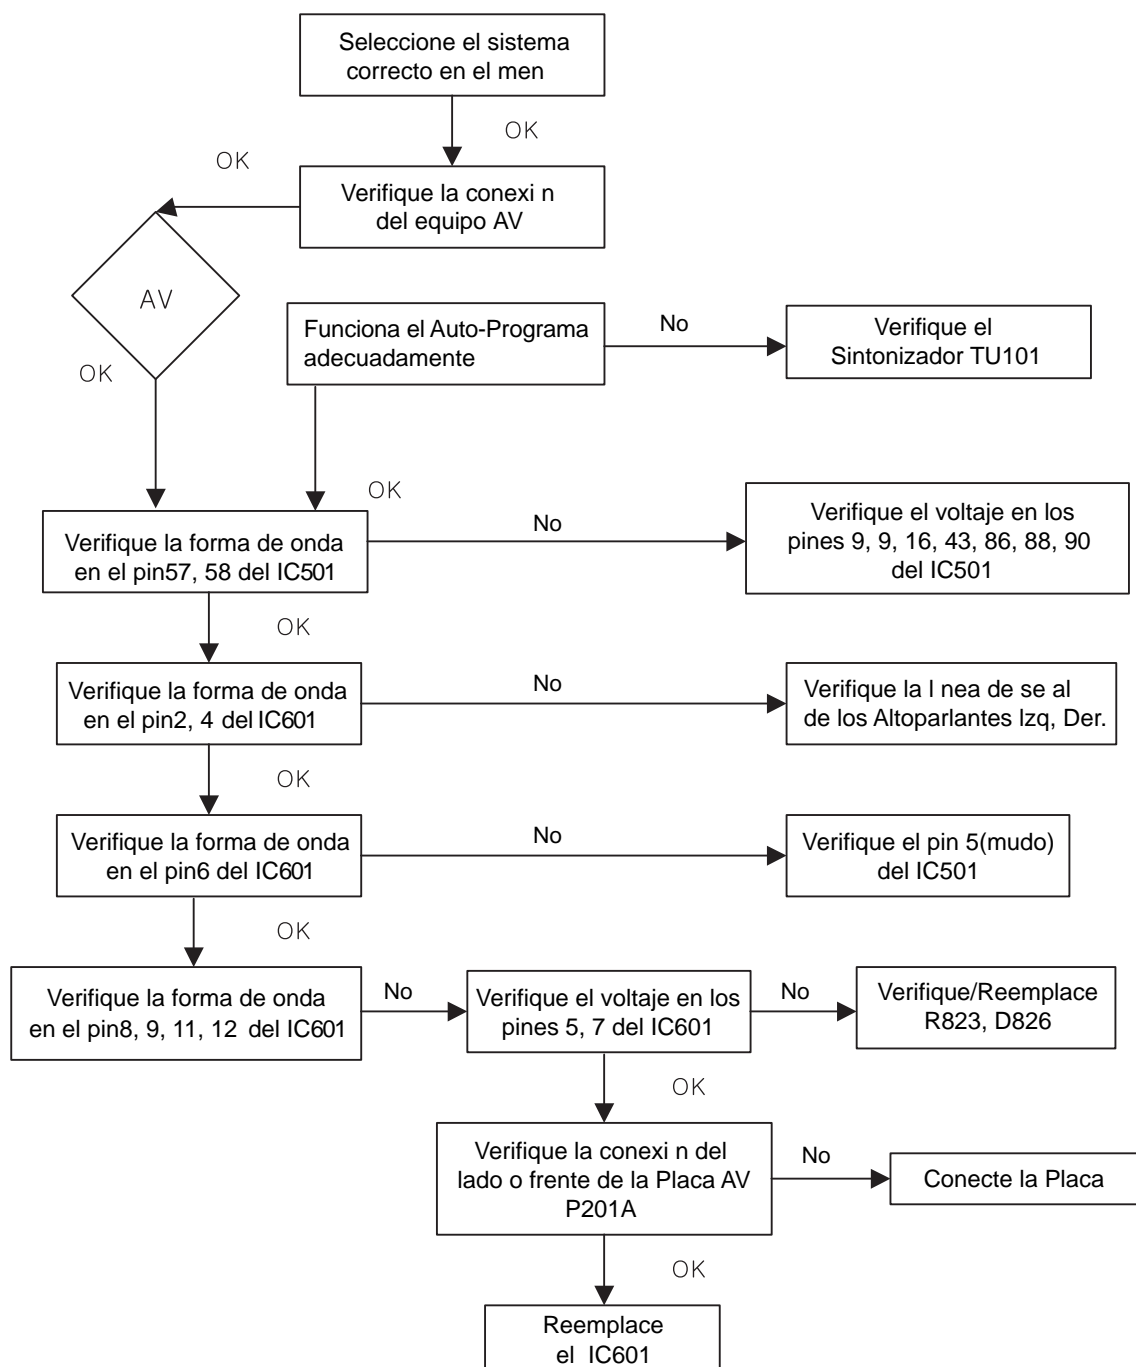 Seleccione el sistema
correcto en el men
OK
OK
Verifique la conexi n
del equipo AV
AV
OK
Funciona el Auto-Programa
adecuadamente
No
Verifique el
Sintonizador TU101
OK
Verifique la forma de onda
en el pin57, 58 del IC501
No
Verifique el voltaje en los
pines 9, 9, 16, 43, 86, 88, 90
del IC501
OK
Verifique la forma de onda
en el pin2, 4 del IC601
No
Verifique la l nea de se al
de los Altoparlantes Izq, Der.
OK
Verifique la forma de onda
en el pin6 del IC601
No
Verifique el pin 5(mudo)
del IC501
OK
Verifique la forma de onda
en el pin8, 9, 11, 12 del IC601
No
Verifique el voltaje en los
pines 5, 7 del IC601
No
Verifique/Reemplace
R823, D826
OK
Verifique la conexi n del
lado o frente de la Placa AV
P201A
No
Conecte la Placa
OK
Reemplace
el IC601